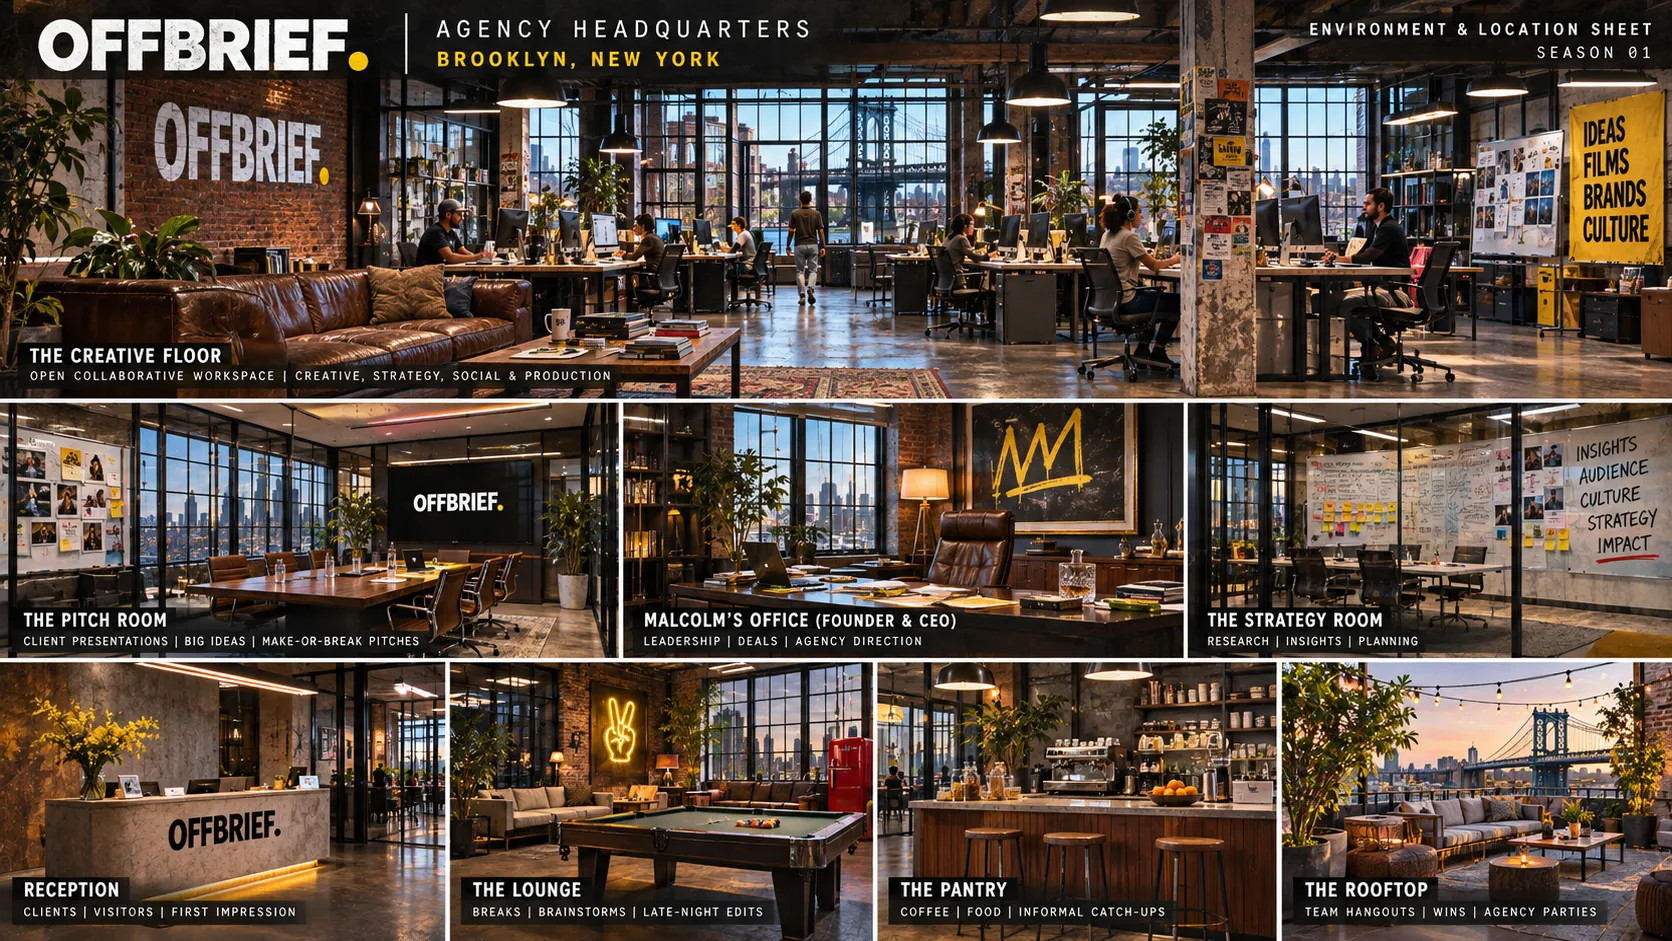 OFFBRIEF.
AGENCY HEADQUARTERS
BROOKLYN, NEW YORK
ENVIRONMENT & LOCATION SHEET
SEASON 01
OFFBRIEF.
IDEAS
FILMS
BRANDS
CULTURE
THE CREATIVE FLOOR
OPEN COLLABORATIVE WORKSPACE | CREATIVE, STRATEGY, SOCIAL & PRODUCTION
OFFBRIEF.
THE PITCH ROOM
CLIENT PRESENTATIONS | BIG IDEAS | MAKE-OR-BREAK PITCHES
MALCOLM'S OFFICE (FOUNDER & CEO)
LEADERSHIP | DEALS | AGENCY DIRECTION
INSIGHTS
AUDIENCE
CULTURE
STRATEGY
IMPACT
THE STRATEGY ROOM
RESEARCH | INSIGHTS | PLANNING
OFFBRIEF.
RECEPTION
CLIENTS | VISITORS | FIRST IMPRESSION
THE LOUNGE
BREAKS | BRAINSTORMS | LATE-NIGHT EDITS
THE PANTRY
COFFEE | FOOD | INFORMAL CATCH-UPS
THE ROOFTOP
TEAM HANGOUTS | WINS | AGENCY PARTIES